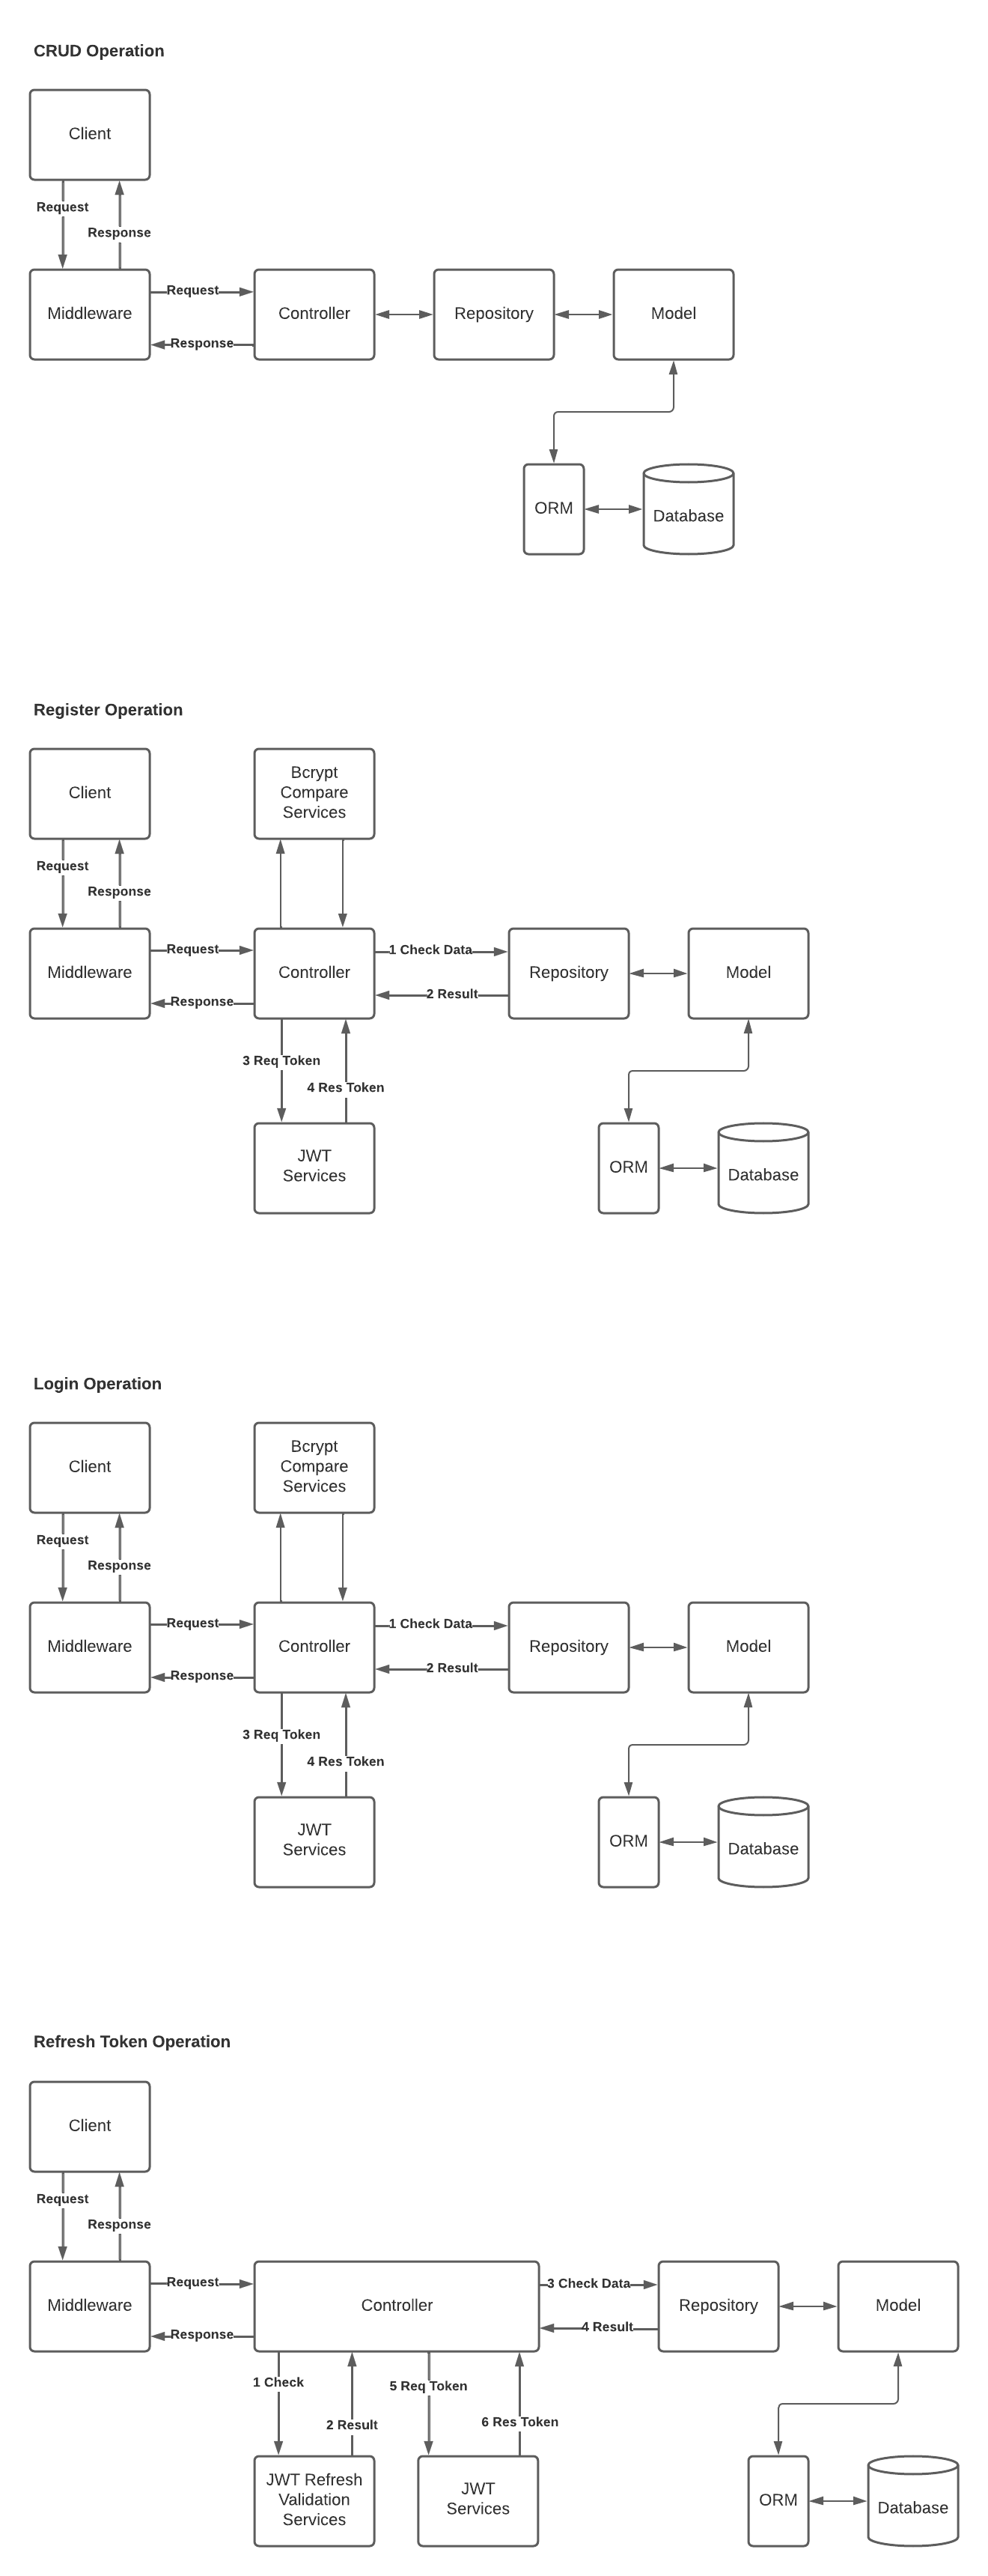 CRUD Operation
Client
Request
Response
Middleware
Request
Response
Controller
Repository
Model
ORM
Database
Register Operation
Client
Bcrypt
Compare
Services
Request
Response
Middleware
Request
Response
Controller
1 Check Data
2 Result
Repository
Model
3 Req Token
4 Res Token
JWT
Services
ORM
Database
Login Operation
Client
Bcrypt
Compare
Services
Request
Response
Middleware
Request
Response
Controller
1 Check Data
2 Result
Repository
Model
3 Req Token
4 Res Token
JWT
Services
ORM
Database
Refresh Token Operation
Client
Request
Response
Middleware
Request
Response
Controller
3 Check Data
4 Result
Repository
Model
1 Check
2 Result
5 Req Token
6 Res Token
JWT Refresh
Validation
Services
JWT
Services
ORM
Database